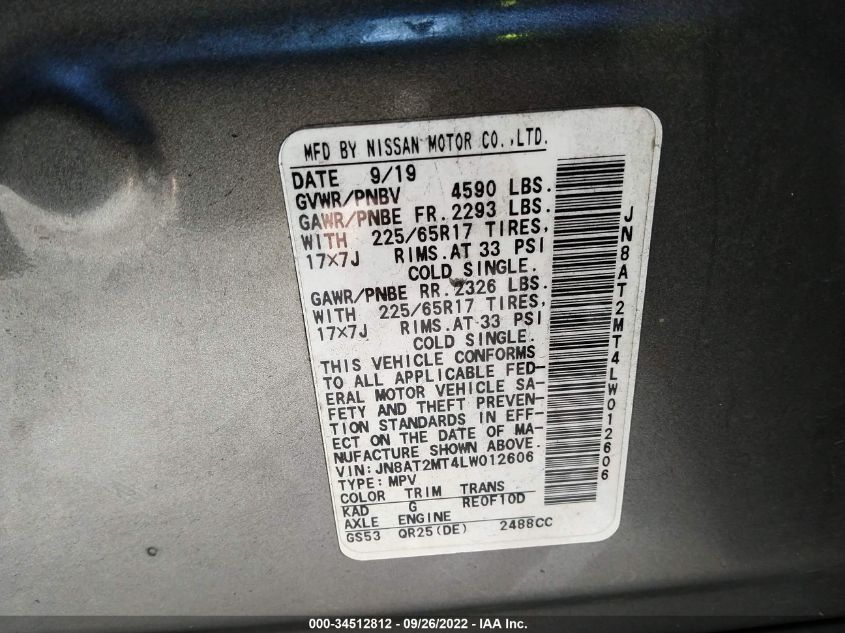 MFD BY NISSAN MOTOR CO.,LTD.
DATE 9/19
GVWR/PNBV 4590 LBS.
GAWR/PNBE FR. 2293 LBS.
WITH 225/65R17 TIRES,
17×7J RIMS.AT 33 PSI
COLD SINGLE.
GAWR/PNBE RR. 2326 LBS.
WITH 225/65R17 TIRES,
17×7J RIMS.AT 33 PSI
COLD SINGLE.
THIS VEHICLE CONFORMS
TO ALL APPLICABLE FED-
ERAL MOTOR VEHICLE SA-
FETY AND THEFT PREVEN-
TION STANDARDS IN EFF-
ECT ON THE DATE OF MA-
NUFACTURE SHOWN ABOVE.
VIN:JN8AT2MT4LW012606
TYPE:MPV
COLOR TRIM TRANS
KAD G RE0F10D
AXLE ENGINE
GS53 QR25(DE) 2488CC
JN8AT2MT4LW012606
000-34512812 - 09/26/2022 - Copyright © IAA, Inc.